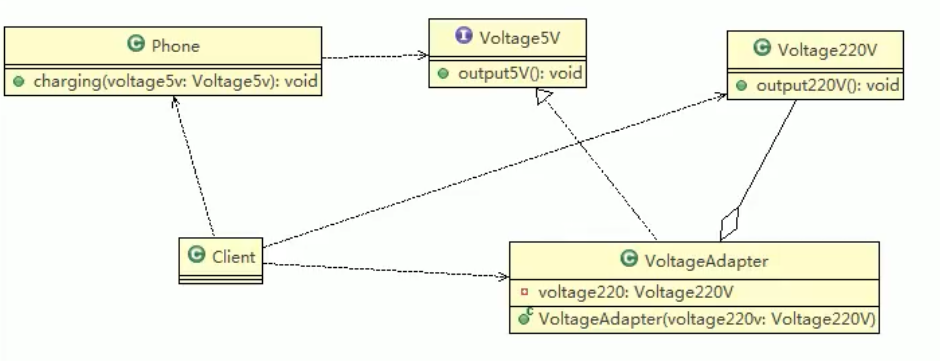 C Phone
charging(voltage5v: Voltage5v): void
I Voltage5V
output5V(): void
C Voltage220V
output220V(): void
C Client
C VoltageAdapter
voltage220: Voltage220V
C VoltageAdapter(voltage220v: Voltage220V)